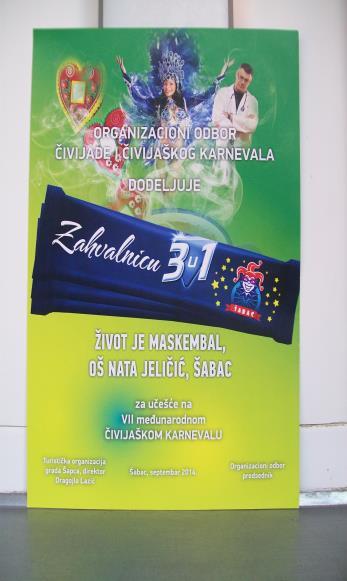 ORGANIZACIONI ODBOR
ČIVIJADE I ČIVIJAŠKOG KARNEVALA
DODELJUJE
Zahvalnicu 3u1
ŠABAC
ŽIVOT JE MASKEMBAL,
OŠ NATA JELIČIĆ, ŠABAC
za učešće na
VII međunarodnom
ČIVIJAŠKOM KARNEVALU
Turistička organizacija
grada Šapca, direktor
Dragojla Lazić
Šabac, septembar 2014.
Organizacioni odbor
predsednik